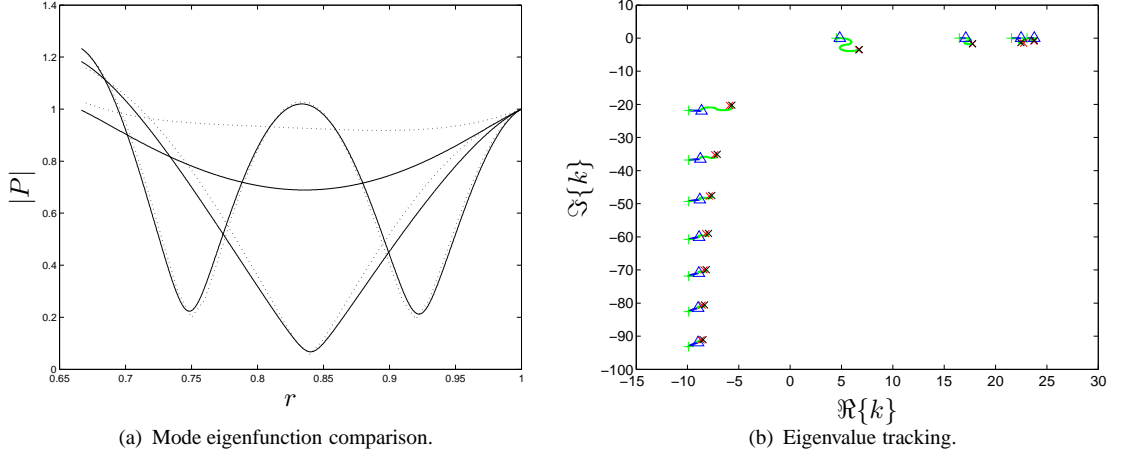 1.4
1.2
1
0.8
0.6
0.4
0.2
0
0.65 0.7 0.75 0.8 0.85 0.9 0.95 1
|P|
r
(a) Mode eigenfunction comparison.
10
0
−10
−20
−30
−40
−50
−60
−70
−80
−90
−100
−15 −10 −5 0 5 10 15 20 25 30
ℑ{k}
ℜ{k}
(b) Eigenvalue tracking.